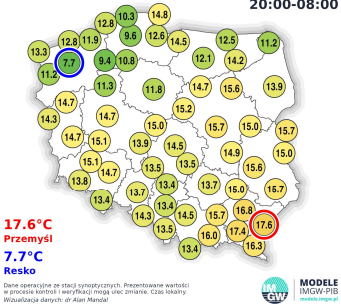 20:00-08:00
10.3 14.8
12.8
12.8 11.9 9.6 12.6 14.5 12.5 11.2
13.3
7.7 9.4 10.8 12.1 14.2
11.2
11.3 11.8 14.7 15.6 13.9
14.7
15.2
14.3 14.7 15.0 15.7 15.0 15.7
14.7 15.1 13.9 14.5
15.1 13.5 13.5 14.9 15.6 15.0
13.8 14.7
13.4 13.7 13.4 13.7 16.0 16.7
14.3 13.4 14.5 15.7 16.8
13.5 16.0 17.4 17.6
13.4 16.3
17.6°C
Przemyśl
7.7°C
Resko
Dane operacyjne ze stacji synoptycznych. Prezentowane wartości
w procesie kontroli i weryfikacji mogą ulec zmianie. Czas lokalny.
Wizualizacja danych: dr Alan Mandal
IM
GW
MODELE
IMGW-PIB
modele.imgw.pl